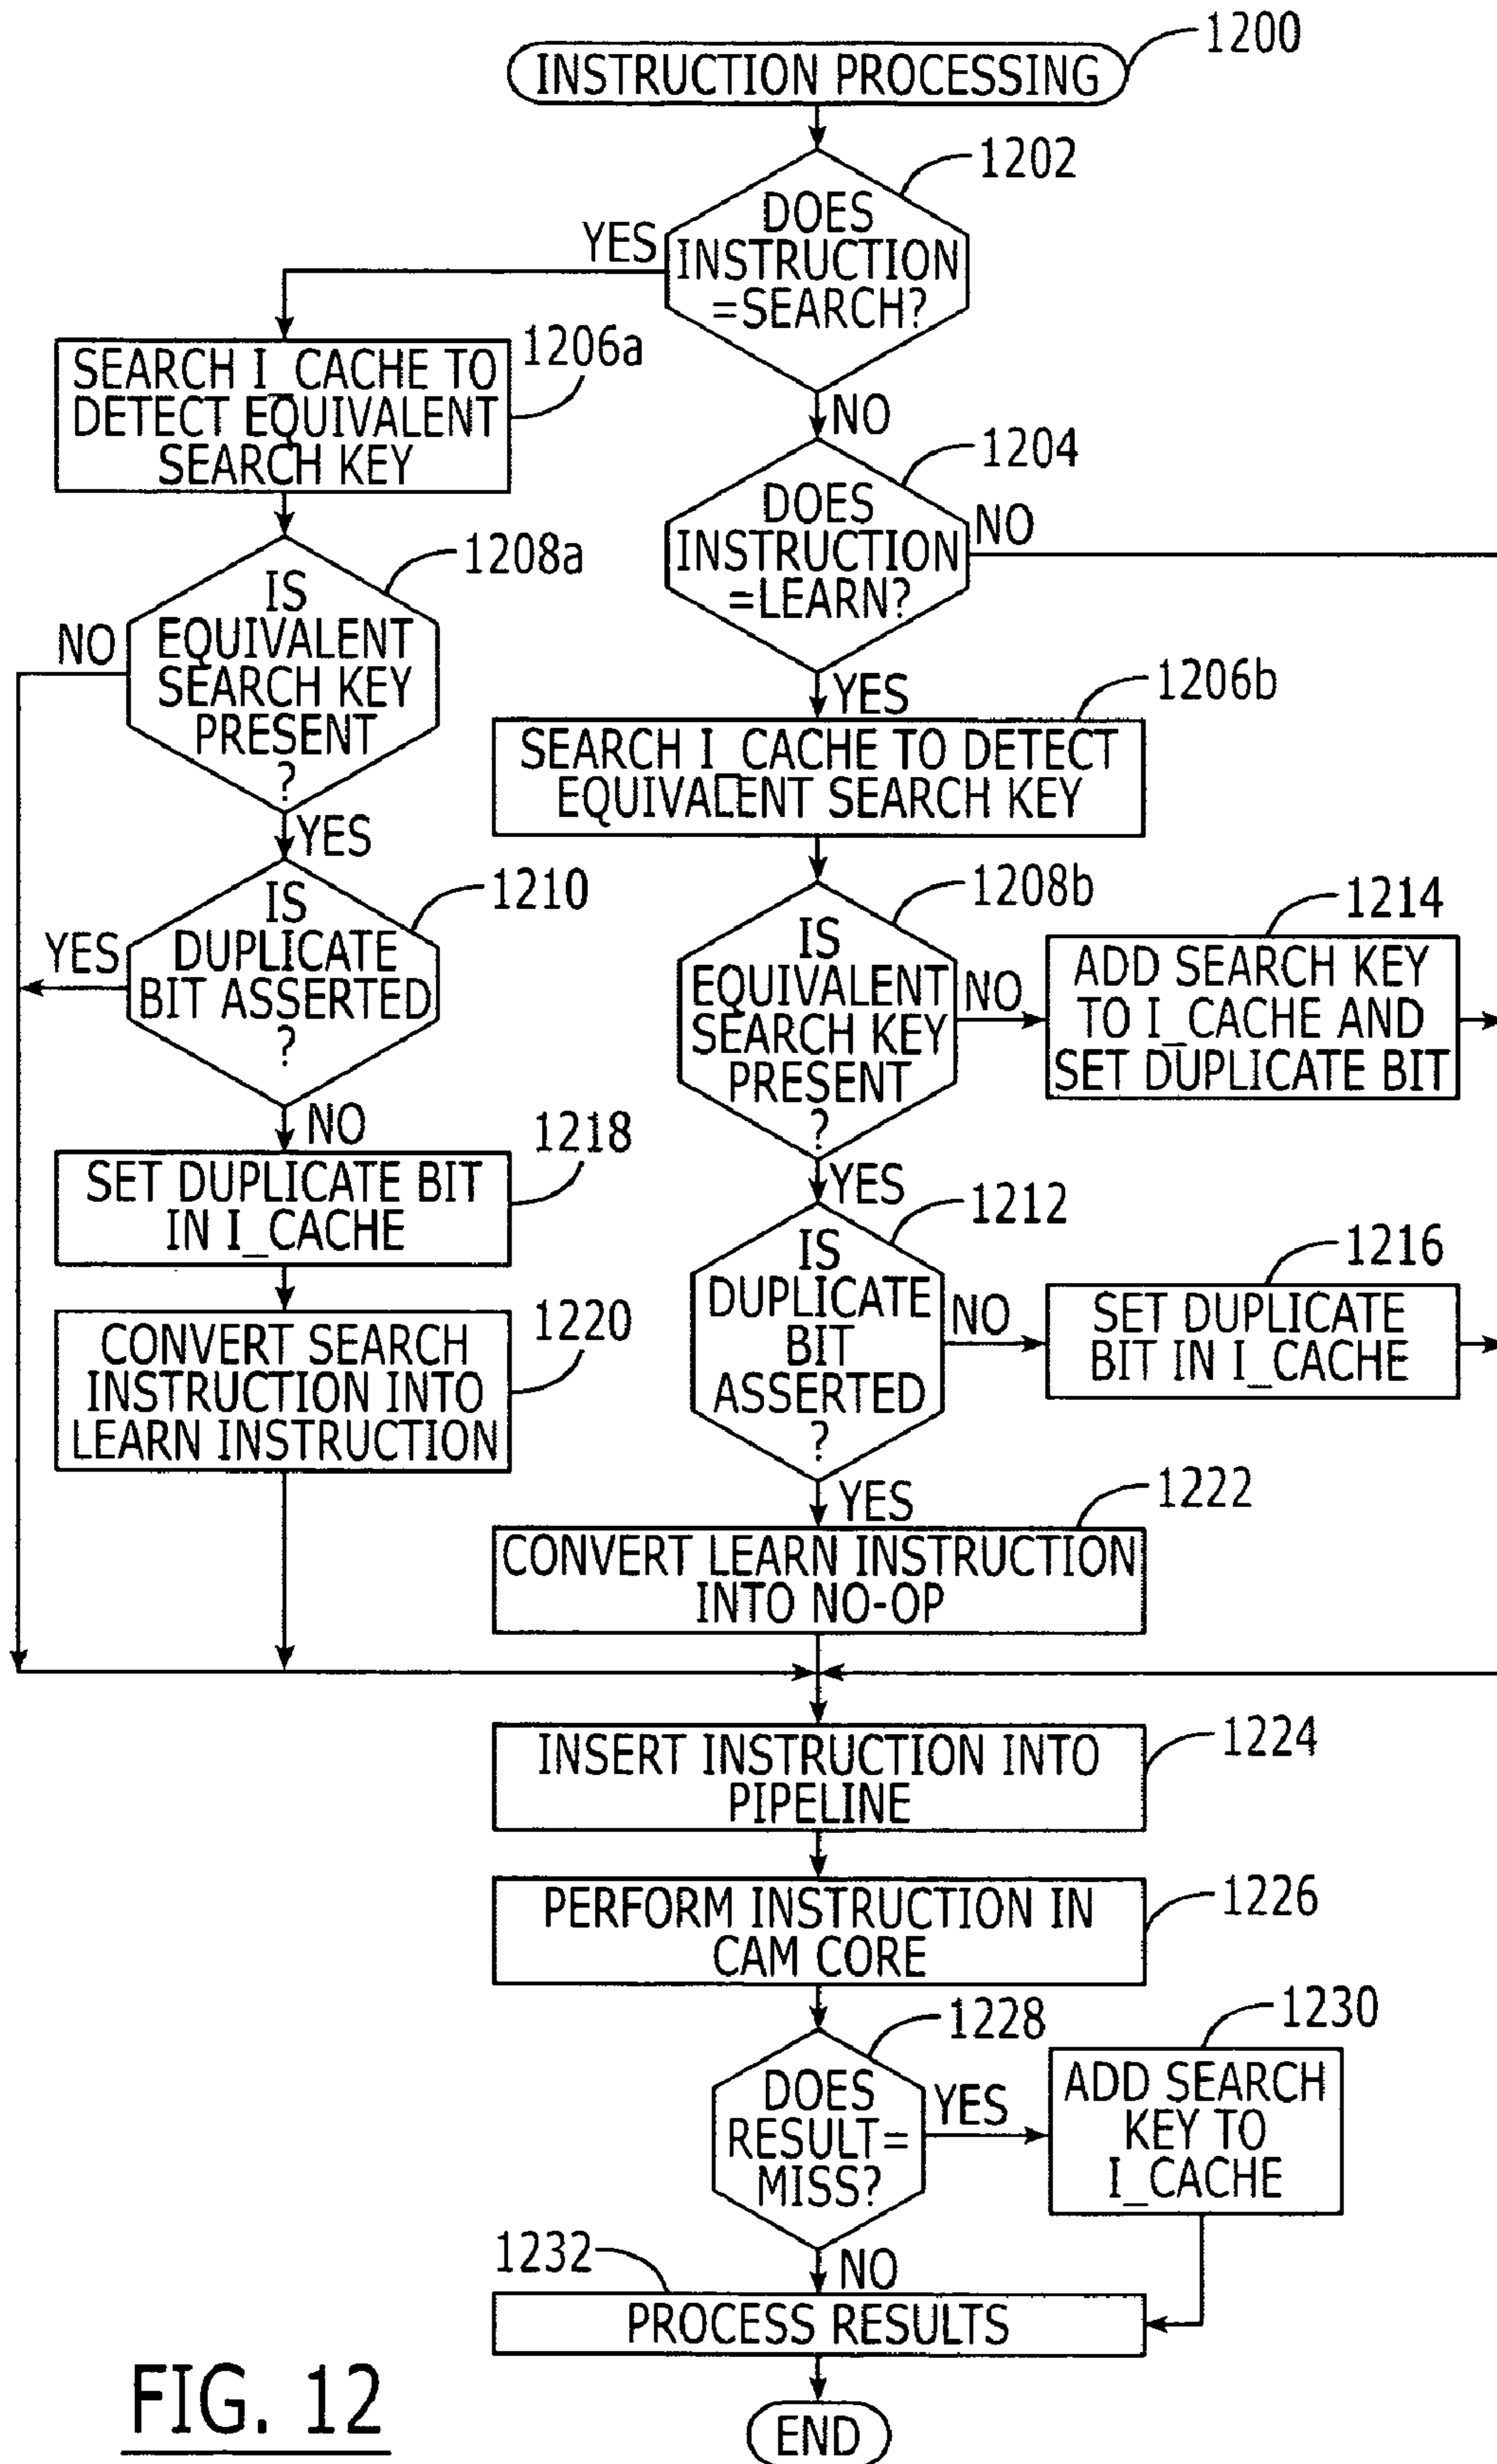 1200
INSTRUCTION PROCESSING
1202
DOES
INSTRUCTION
=SEARCH?
YES
NO
1206a
SEARCH I_CACHE TO
DETECT EQUIVALENT
SEARCH KEY
1204
DOES
INSTRUCTION
=LEARN?
NO
YES
1208a
IS
EQUIVALENT
SEARCH KEY
PRESENT
?
NO
YES
1206b
SEARCH I_CACHE TO DETECT
EQUIVALENT SEARCH KEY
1210
IS
DUPLICATE
BIT ASSERTED
?
YES
NO
1208b
IS
EQUIVALENT
SEARCH KEY
PRESENT
?
NO
YES
1214
ADD SEARCH KEY
TO I_CACHE AND
SET DUPLICATE BIT
1218
SET DUPLICATE BIT
IN I_CACHE
1212
IS
DUPLICATE
BIT
ASSERTED
?
NO
YES
1216
SET DUPLICATE
BIT IN I_CACHE
1220
CONVERT SEARCH
INSTRUCTION INTO
LEARN INSTRUCTION
1222
CONVERT LEARN INSTRUCTION
INTO NO-OP
1224
INSERT INSTRUCTION INTO
PIPELINE
1226
PERFORM INSTRUCTION IN
CAM CORE
1228
DOES
RESULT=
MISS?
YES
NO
1230
ADD SEARCH
KEY TO
I_CACHE
1232
PROCESS RESULTS
END
FIG. 12